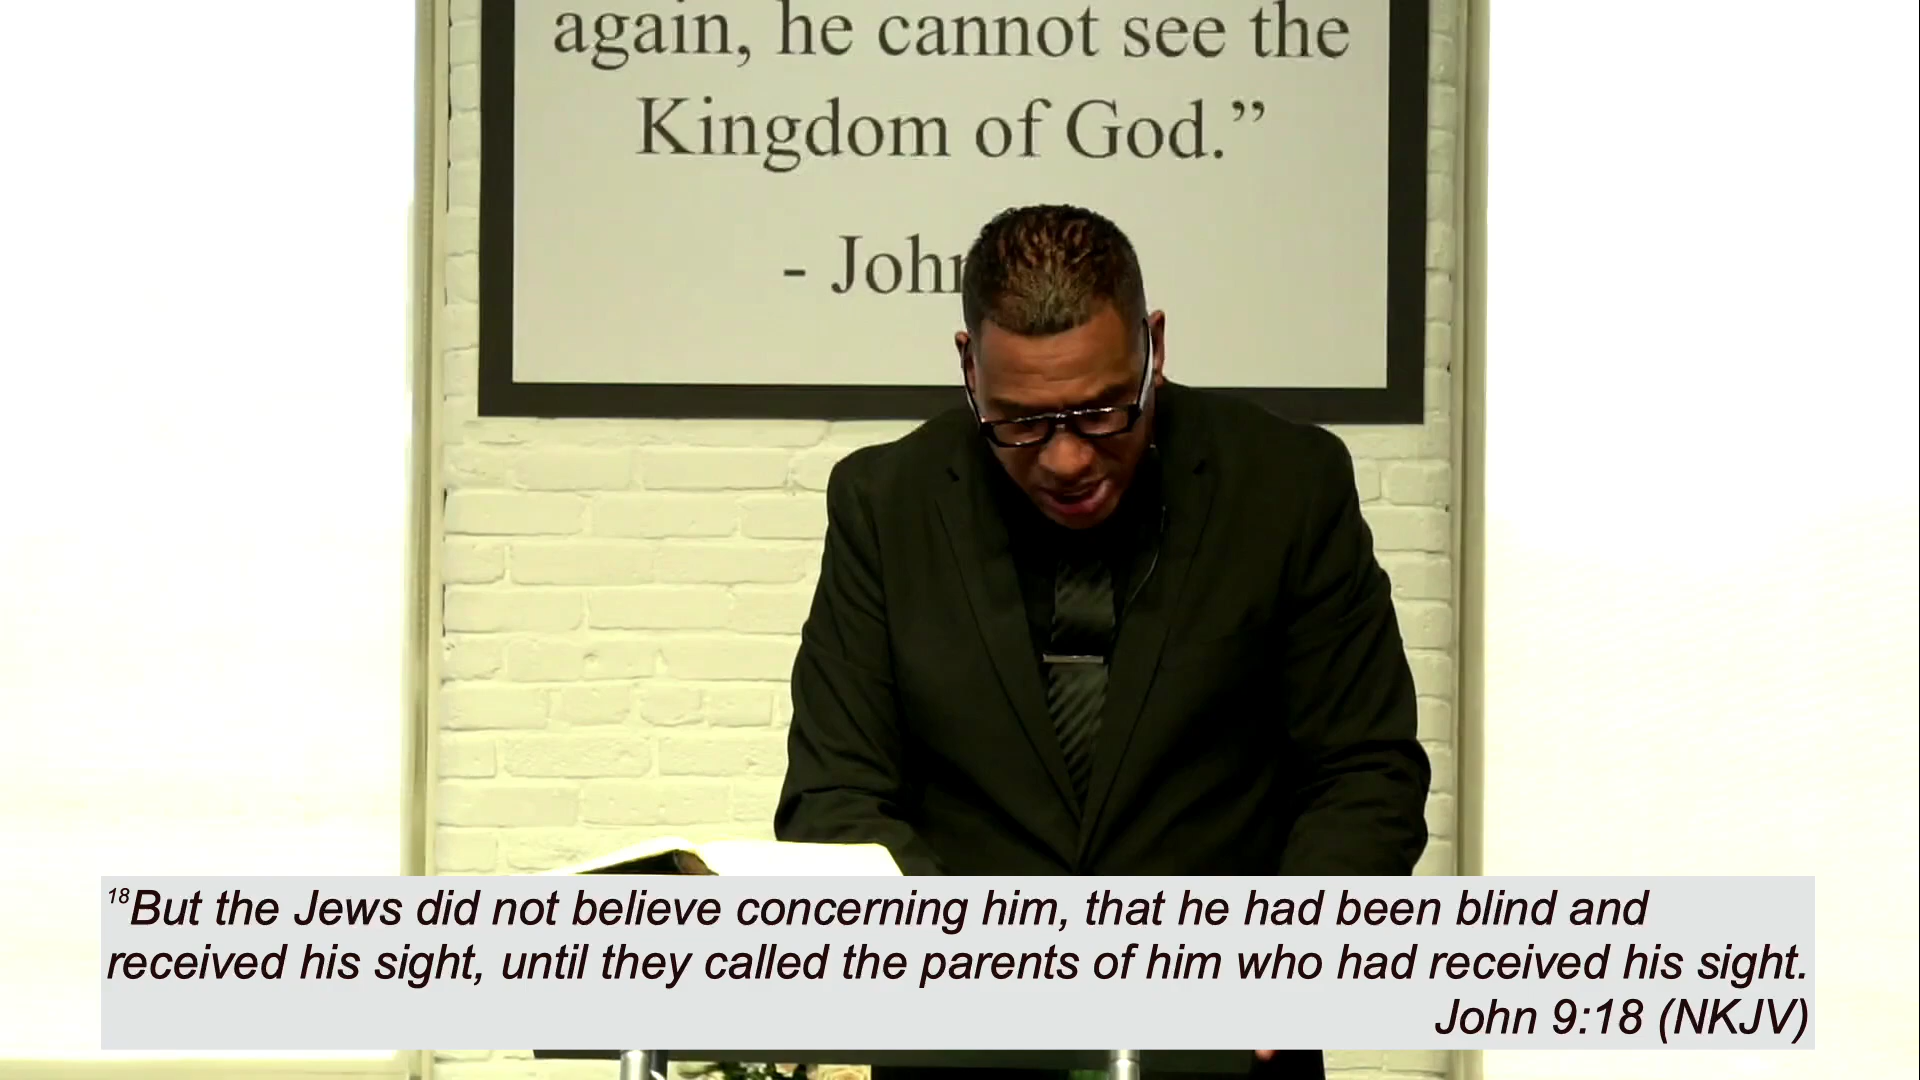 again, he cannot see the
Kingdom of God.”
- John
18But the Jews did not believe concerning him, that he had been blind and
received his sight, until they called the parents of him who had received his sight.
John 9:18 (NKJV)